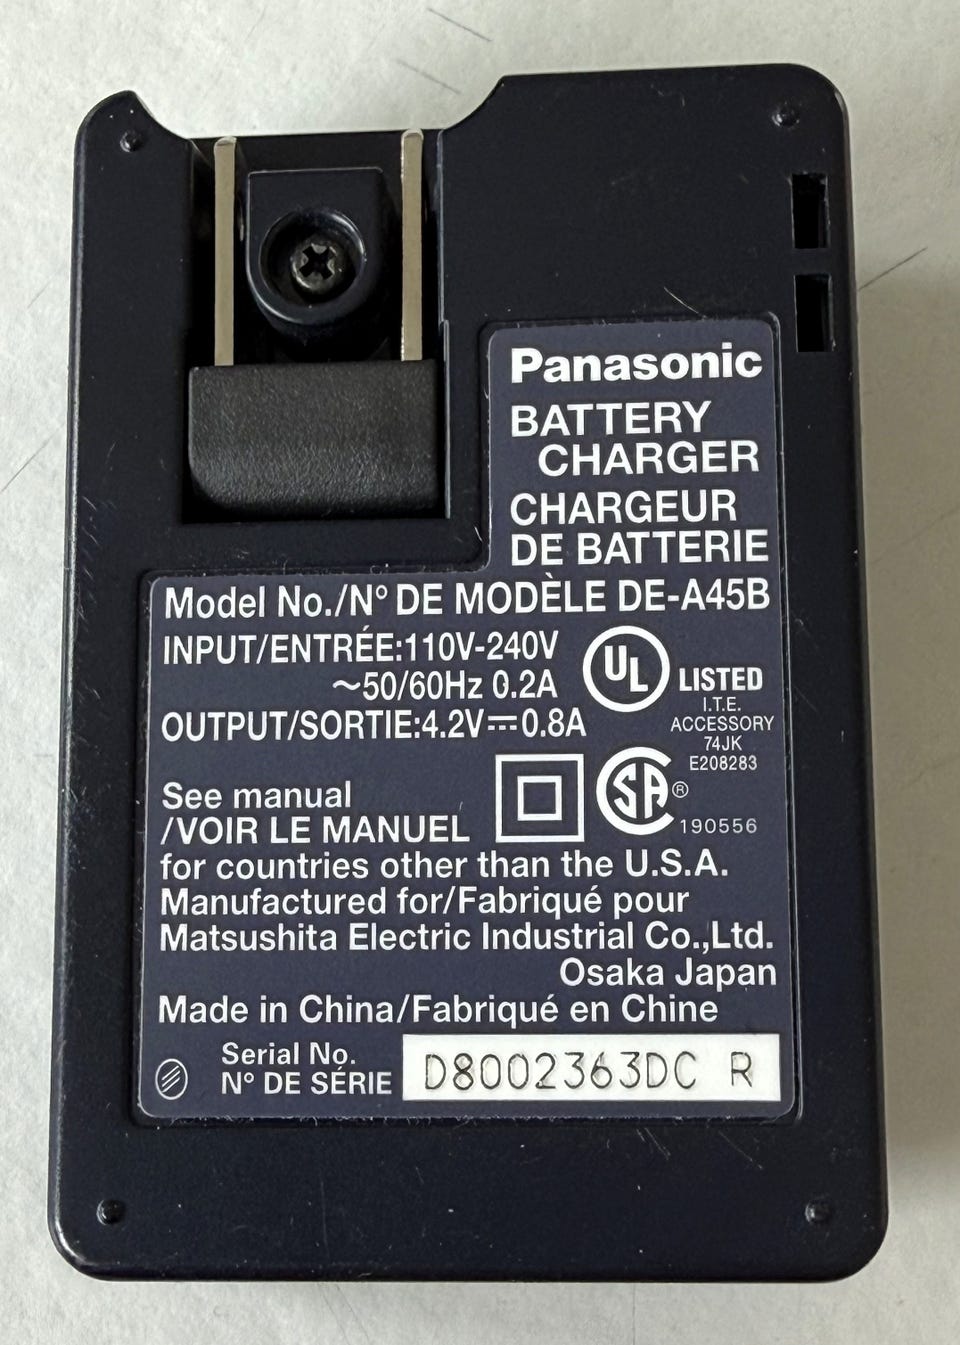 Panasonic
BATTERY
CHARGER
CHARGEUR
DE BATTERIE
Model No./N° DE MODÈLE DE-A45B
INPUT/ENTRÉE:110V-240V
~50/60Hz 0.2A
OUTPUT/SORTIE:4.2V⎓0.8A
UL LISTED
I.T.E.
ACCESSORY
74JK
E208283
SA®
190556
See manual
/VOIR LE MANUEL
for countries other than the U.S.A.
Manufactured for/Fabriqué pour
Matsushita Electric Industrial Co.,Ltd.
Osaka Japan
Made in China/Fabriqué en Chine
Serial No.
N° DE SÉRIE
D8002363DC R